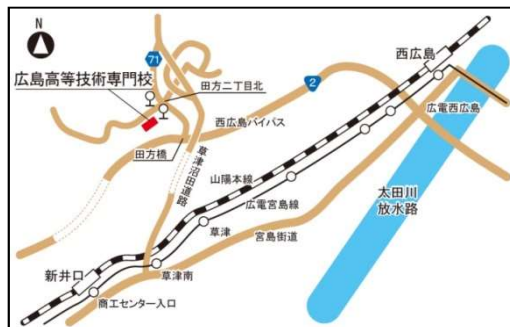 N
71
広島高等技術専門校
田方二丁目北
西広島
2
広電西広島
西広島バイパス
田方橋
草津沼田道路
山陽本線
広電宮島線
太田川
放水路
草津
宮島街道
新井口
草津南
商工センター入口